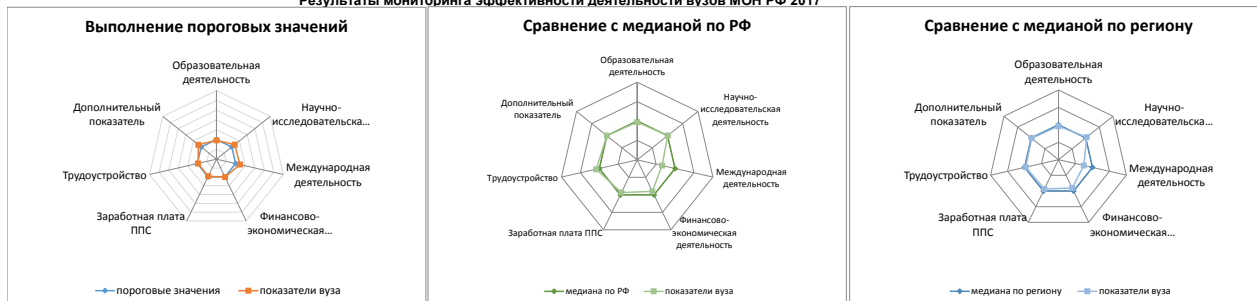 Результаты мониторинга эффективности деятельности вузов МОН РФ 2017
Выполнение пороговых значений
Образовательная
деятельность
Научно-
исследовательска...
Международная
деятельность
Финансово-
экономическая...
Заработная плата
ППС
Трудоустройство
Дополнительный
показатель
пороговые значения
показатели вуза
Сравнение с медианой по РФ
Образовательная
деятельность
Научно-
исследовательская
деятельность
Международная
деятельность
Финансово-
экономическая
деятельность
Заработная плата ППС
Трудоустройство
Дополнительный
показатель
медиана по РФ
показатели вуза
Сравнение с медианой по региону
Образовательная
деятельность
Научно-
исследовательска...
Международная
деятельность
Финансово-
экономическая...
Заработная плата
ППС
Трудоустройство
Дополнительный
показатель
медиана по региону
показатели вуза